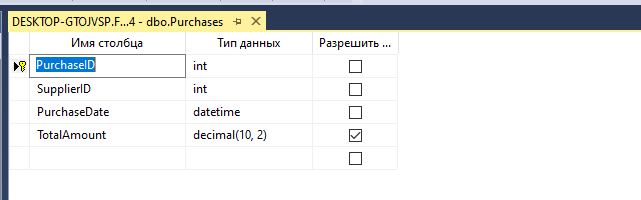 DESKTOP-GTOJVSP.F...4 - dbo.Purchases
Имя столбца Тип данных Разрешить ...
PurchaseID int
SupplierID int
PurchaseDate datetime
TotalAmount decimal(10, 2)